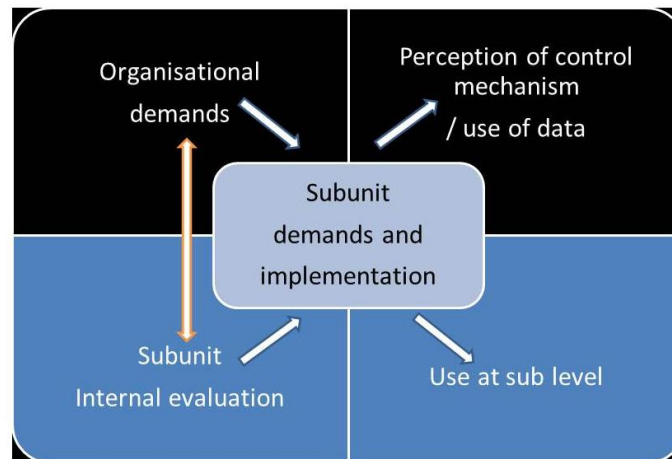 Organisational
demands
Perception of control
mechanism
/ use of data
Subunit
demands and
implementation
Subunit
Internal evaluation
Use at sub level